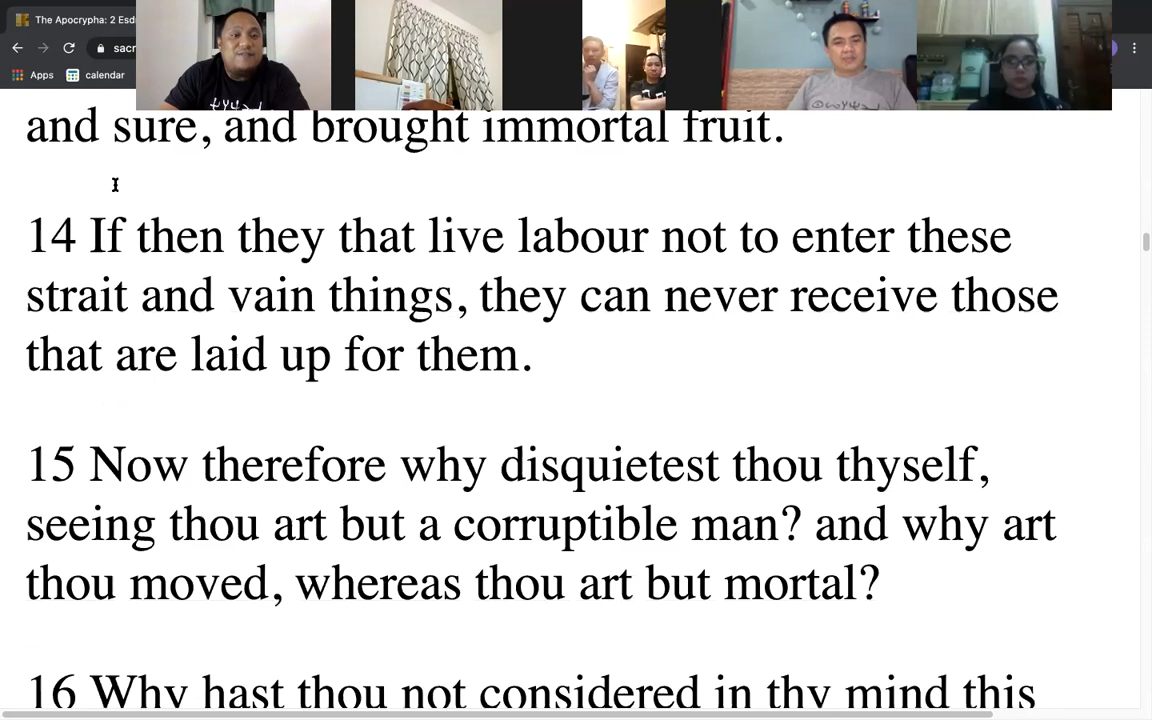 The Apocrypha: 2 Esd
sacr
Apps calendar
and sure, and brought immortal fruit.
14 If then they that live labour not to enter these
strait and vain things, they can never receive those
that are laid up for them.
15 Now therefore why disquietest thou thyself,
seeing thou art but a corruptible man? and why art
thou moved, whereas thou art but mortal?
16 Why hast thou not considered in thy mind this